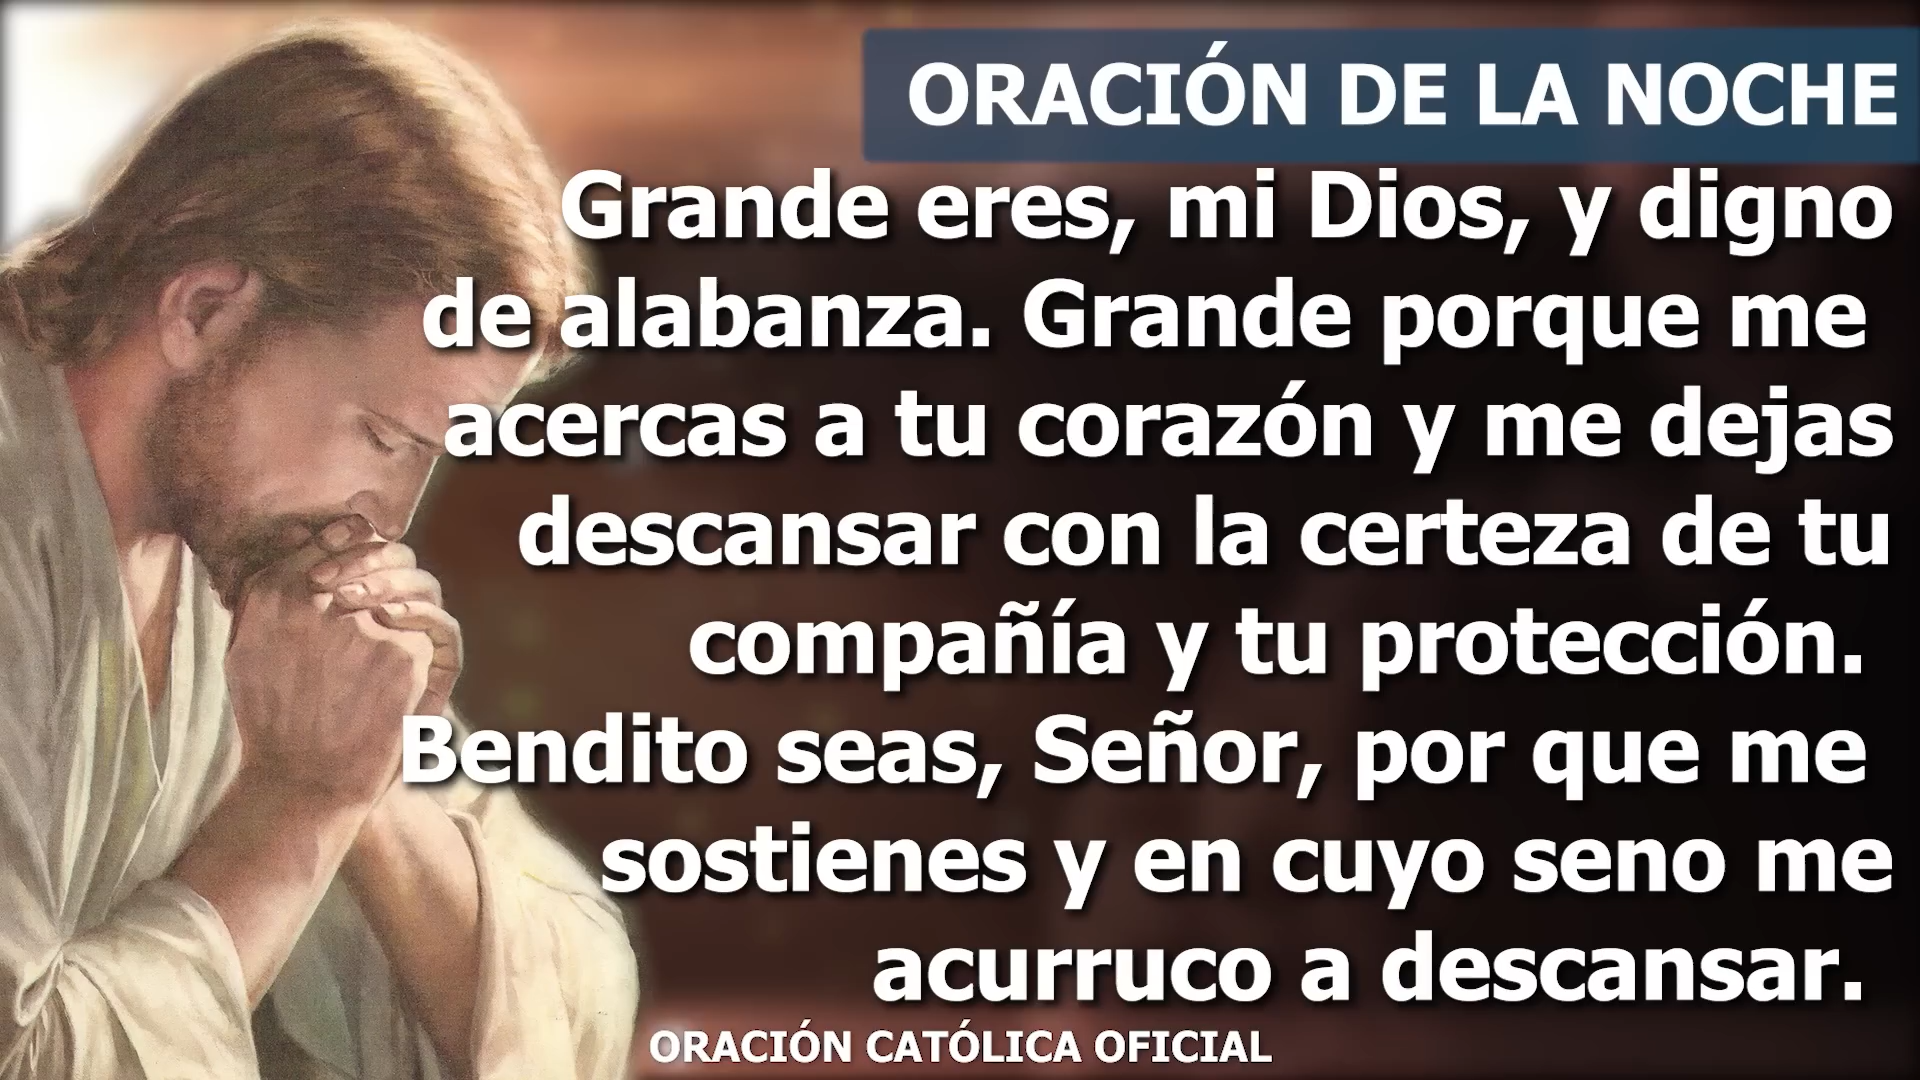 ORACIÓN DE LA NOCHE
Grande eres, mi Dios, y digno
de alabanza. Grande porque me
acercas a tu corazón y me dejas
descansar con la certeza de tu
compañía y tu protección.
Bendito seas, Señor, por que me
sostienes y en cuyo seno me
acurruco a descansar.
ORACIÓN CATÓLICA OFICIAL